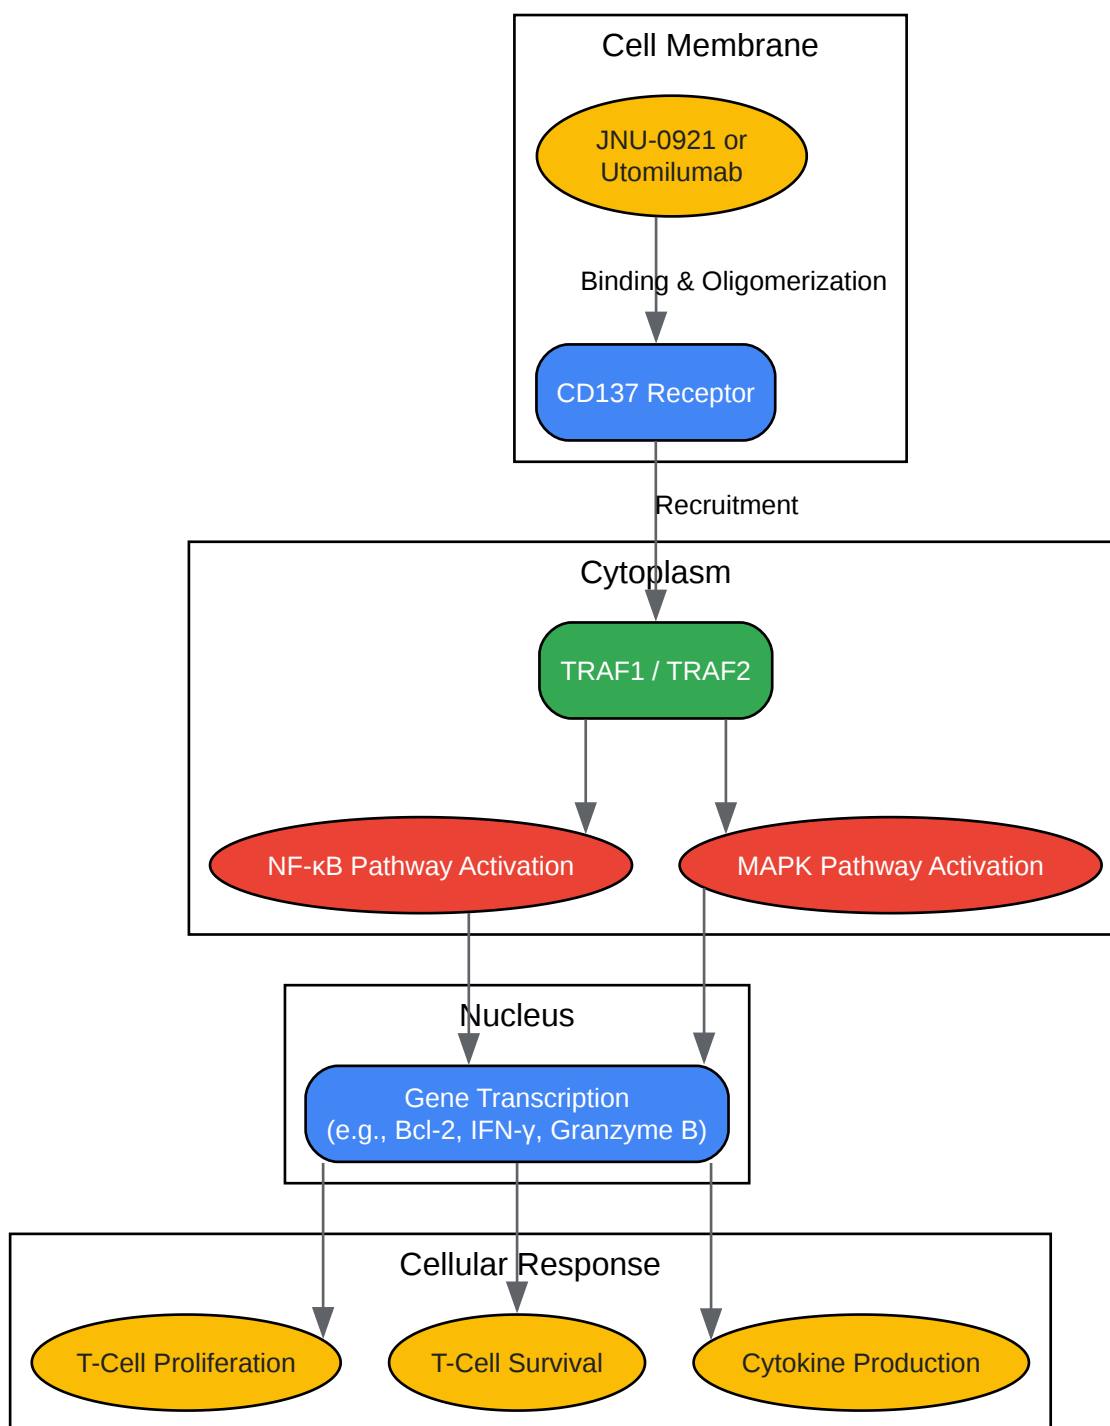 Cell Membrane
JNU-0921 or
Utomilumab
Binding & Oligomerization
CD137 Receptor
Recruitment
Cytoplasm
TRAF1 / TRAF2
NF-κB Pathway Activation
MAPK Pathway Activation
Nucleus
Gene Transcription
(e.g., Bcl-2, IFN-γ, Granzyme B)
Cellular Response
T-Cell Proliferation
T-Cell Survival
Cytokine Production